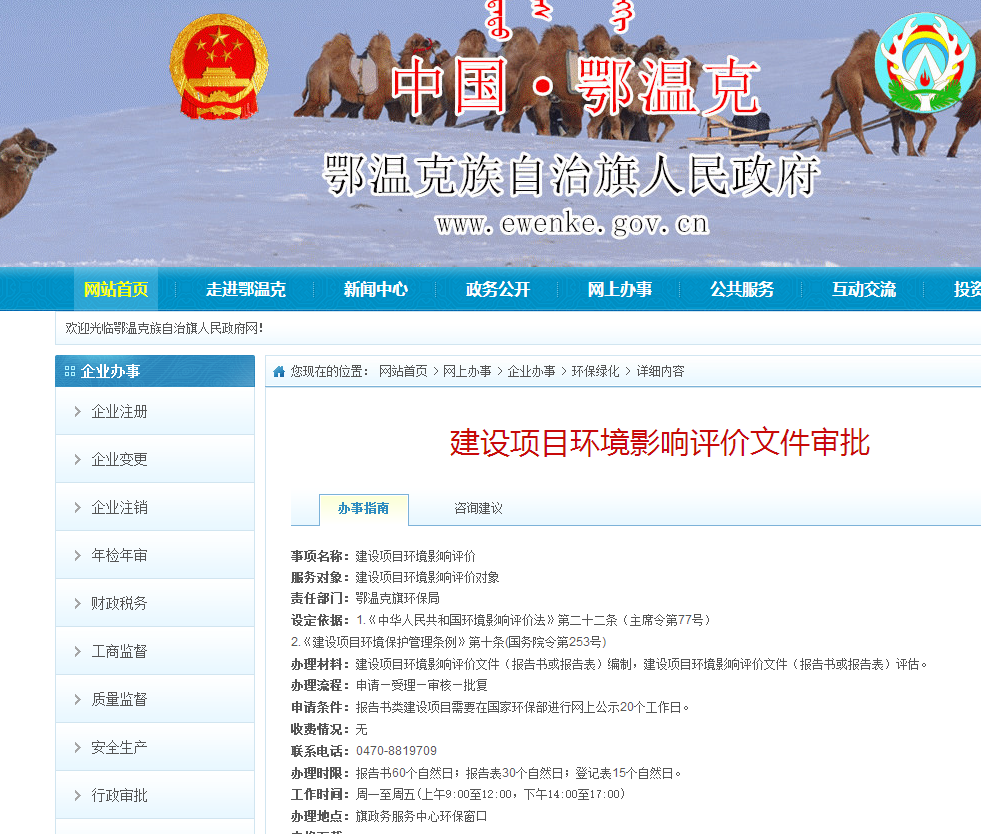 中国·鄂温克
鄂温克族自治旗人民政府
www.ewenke.gov.cn
网站首页 走进鄂温克 新闻中心 政务公开 网上办事 公共服务 互动交流 投资
欢迎光临鄂温克族自治旗人民政府网!
企业办事
企业注册
企业变更
企业注销
年检年审
财政税务
工商监督
质量监督
安全生产
行政审批
您现在的位置： 网站首页 > 网上办事 > 企业办事 > 环保绿化 > 详细内容
建设项目环境影响评价文件审批
办事指南 咨询建议
事项名称：建设项目环境影响评价
服务对象：建设项目环境影响评价对象
责任部门：鄂温克旗环保局
设定依据：1.《中华人民共和国环境影响评价法》第二十二条（主席令第77号）
2.《建设项目环境保护管理条例》第十条(国务院令第253号)
办理材料：建设项目环境影响评价文件（报告书或报告表）编制，建设项目环境影响评价文件（报告书或报告表）评估。
办理流程：申请—受理—审核—批复
申请条件：报告书类建设项目需要在国家环保部进行网上公示20个工作日。
收费情况：无
联系电话：0470-8819709
办理时限：报告书60个自然日；报告表30个自然日；登记表15个自然日。
工作时间：周一至周五(上午9:00至12:00，下午14:00至17:00)
办理地点：旗政务服务中心环保窗口